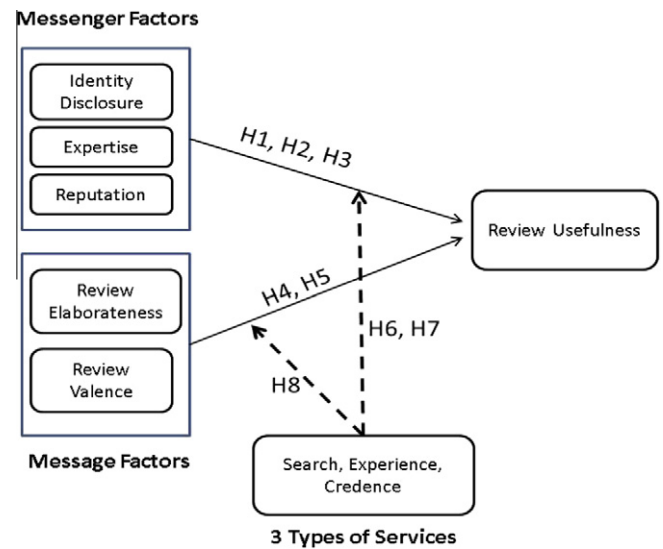 Messenger Factors
Identity
Disclosure
Expertise
Reputation
H1, H2, H3
Review Usefulness
Review
Elaborateness
Review
Valence
H4, H5
H6, H7
H8
Message Factors
Search, Experience,
Credence
3 Types of Services